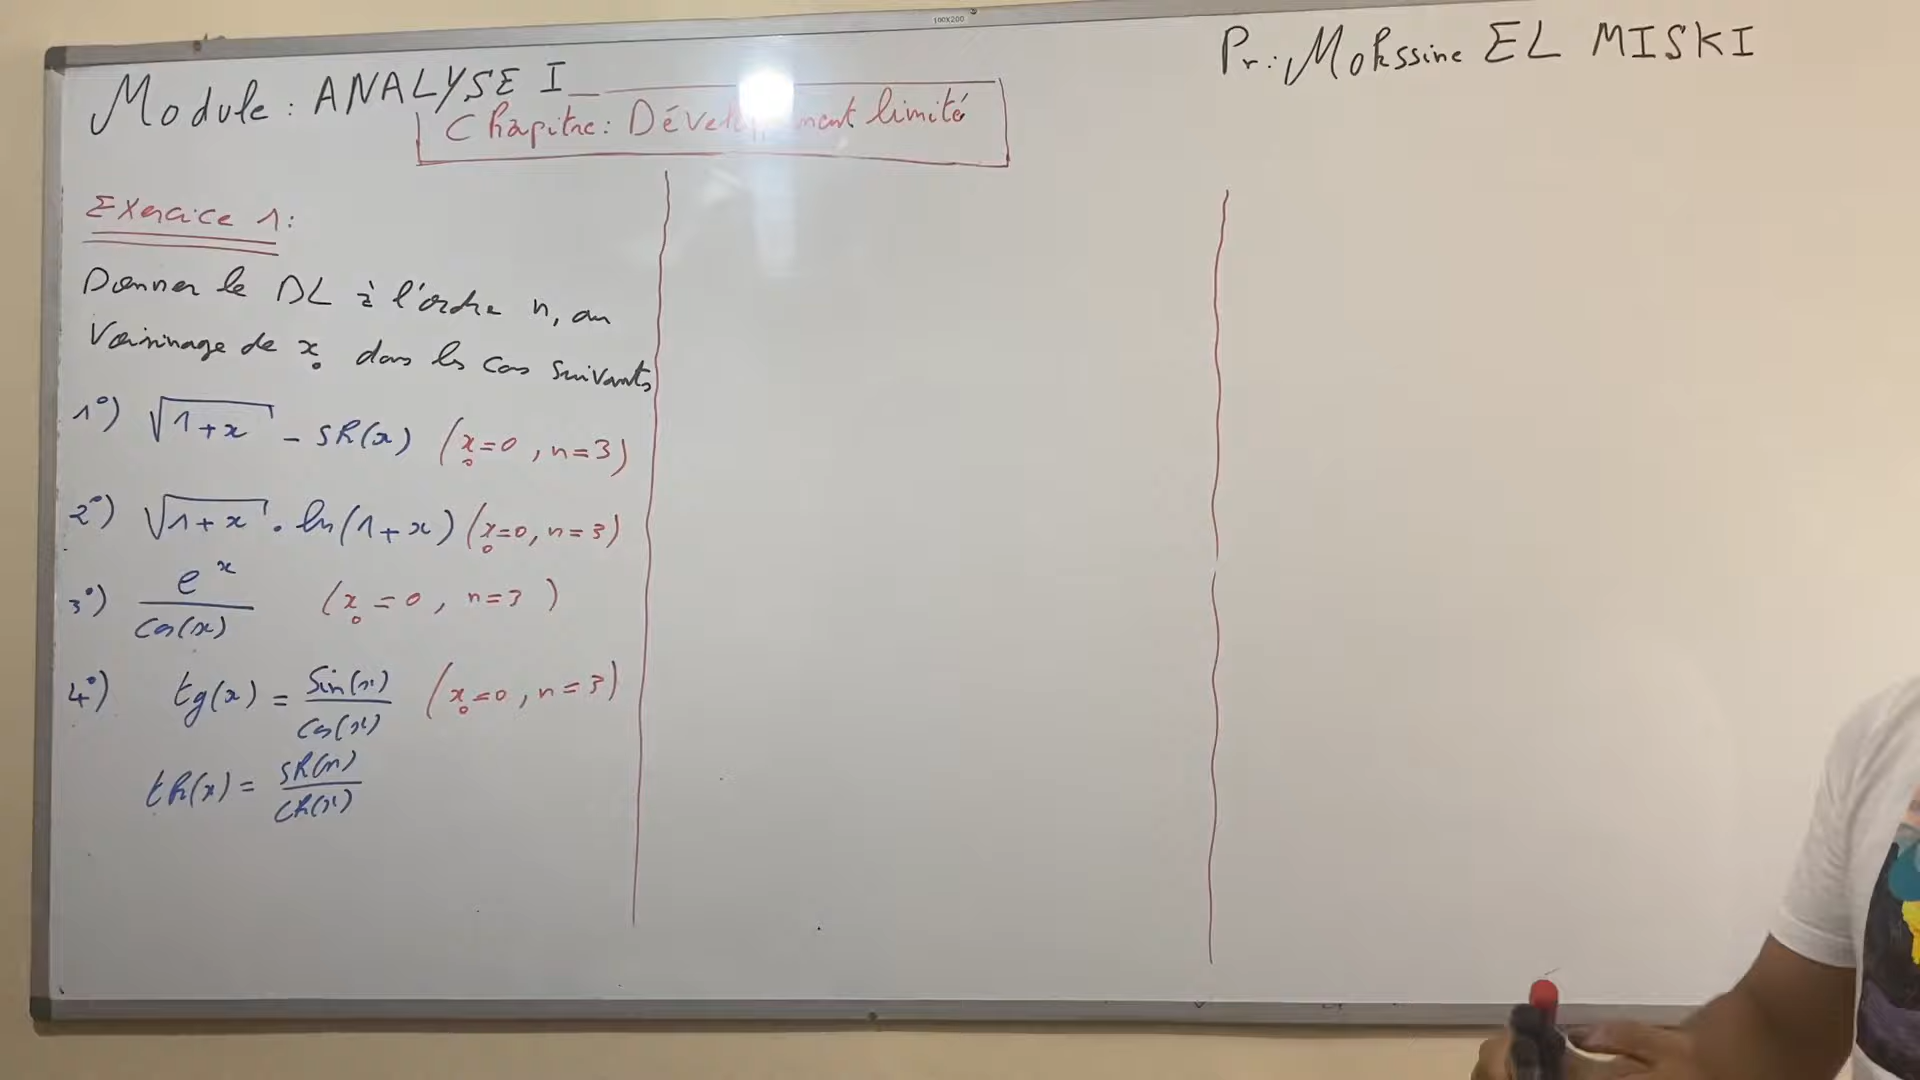 100X200
Module: ANALYSE I
Pr: Mohssine EL MISKI
Chapitre: Développement limité
Exercice 1:
Donner le DL à l'ordre n, au
Voisinage de x₀ dans les cas suivants
1°) √(1+x) - sh(x) (x₀=0, n=3)
2°) √(1+x) · ln(1+x) (x₀=0, n=3)
3°) e^x / cos(x) (x₀=0, n=3)
4°) tg(x) = sin(x) / cos(x) (x₀=0, n=3)
th(x) = sh(x) / ch(x)